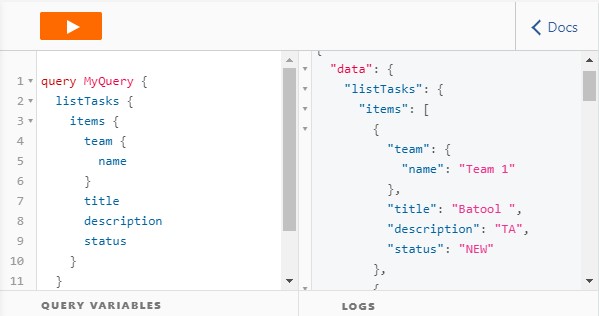 Docs
1 query MyQuery {
2 listTasks {
3 items {
4 team {
5 name
6 }
7 title
8 description
9 status
10 }
11 }
{
"data": {
"listTasks": {
"items": [
{
"team": {
"name": "Team 1"
},
"title": "Batool ",
"description": "TA",
"status": "NEW"
},
{
QUERY VARIABLES
LOGS